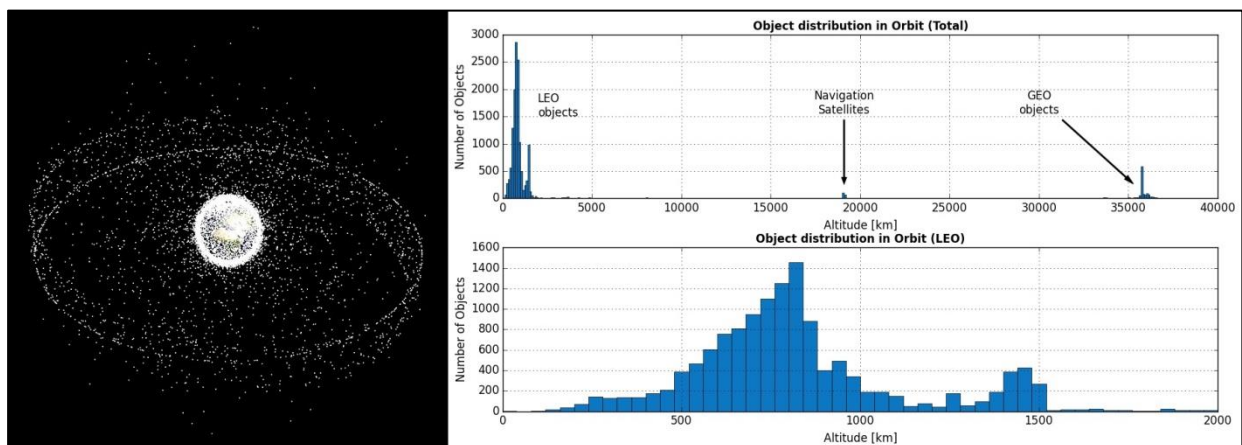 Object distribution in Orbit (Total)
Number of Objects
3000
2500
2000
1500
1000
500
0
LEO
objects
Navigation
Satellites
GEO
objects
0 5000 10000 15000 20000 25000 30000 35000 40000
Altitude [km]
Object distribution in Orbit (LEO)
Number of Objects
1600
1400
1200
1000
800
600
400
200
0
500 1000 1500 2000
Altitude [km]